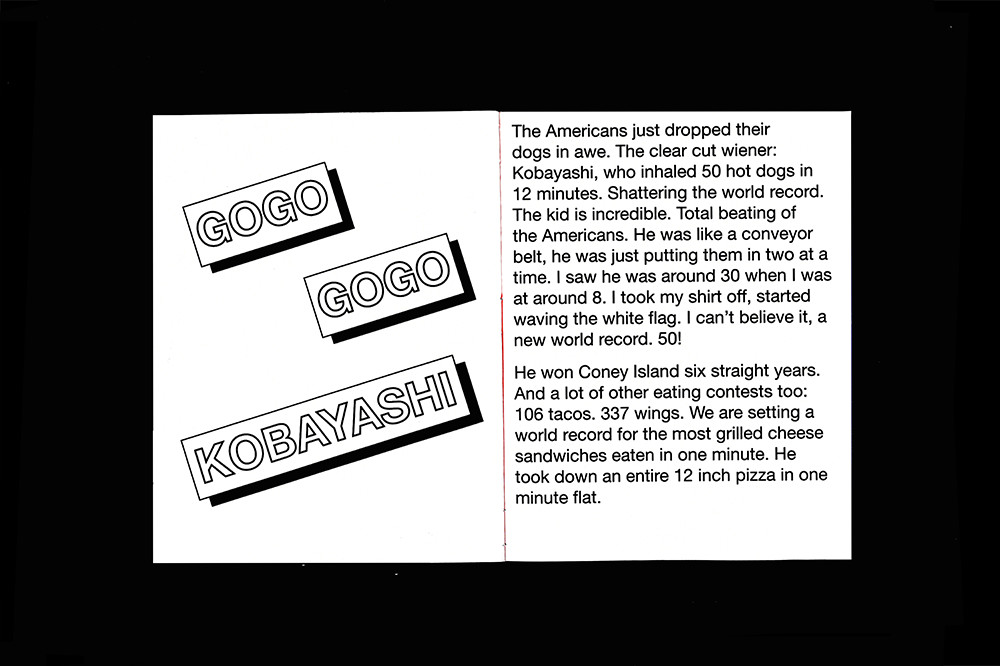 GOGO
GOGO
KOBAYASHI
The Americans just dropped their
dogs in awe. The clear cut wiener:
Kobayashi, who inhaled 50 hot dogs in
12 minutes. Shattering the world record.
The kid is incredible. Total beating of
the Americans. He was like a conveyor
belt, he was just putting them in two at a
time. I saw he was around 30 when I was
at around 8. I took my shirt off, started
waving the white flag. I can't believe it, a
new world record. 50!
He won Coney Island six straight years.
And a lot of other eating contests too:
106 tacos. 337 wings. We are setting a
world record for the most grilled cheese
sandwiches eaten in one minute. He
took down an entire 12 inch pizza in one
minute flat.